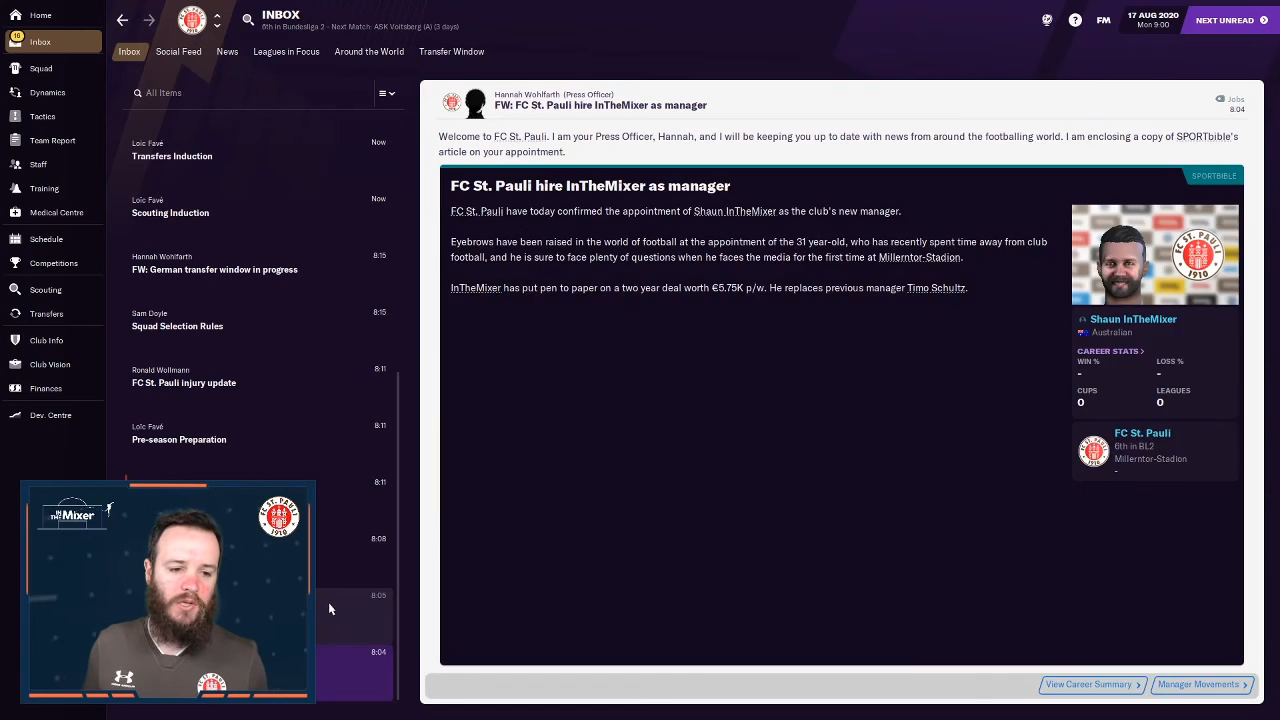 Home
INBOX
6th in Bundesliga 2 - Next Match: ASK Voitsberg (A) (3 days)
FM
17 AUG 2020
Mon 9:00
NEXT UNREAD
Inbox
Social Feed
News
Leagues in Focus
Around the World
Transfer Window
10
Inbox
Squad
Dynamics
Tactics
Team Report
Staff
Training
Medical Centre
Schedule
Competitions
Scouting
Transfers
Club Info
Club Vision
Finances
Dev. Centre
All Items
Loïc Favé
Now
Transfers Induction
Loïc Favé
Now
Scouting Induction
Hannah Wohlfarth
8:15
FW: German transfer window in progress
Sam Doyle
8:15
Squad Selection Rules
Ronald Wollmann
8:11
FC St. Pauli injury update
Loïc Favé
8:11
Pre-season Preparation
8:11
8:08
8:05
8:04
Hannah Wohlfarth (Press Officer)
FW: FC St. Pauli hire InTheMixer as manager
Jobs
8.04
Welcome to FC St. Pauli. I am your Press Officer, Hannah, and I will be keeping you up to date with news from around the footballing world. I am enclosing a copy of SPORTbible's
article on your appointment.
SPORTBIBLE
FC St. Pauli hire InTheMixer as manager
FC St. Pauli have today confirmed the appointment of Shaun InTheMixer as the club's new manager.
Eyebrows have been raised in the world of football at the appointment of the 31 year-old, who has recently spent time away from club
football, and he is sure to face plenty of questions when he faces the media for the first time at Millerntor-Stadion.
InTheMixer has put pen to paper on a two year deal worth €5.75K p/w. He replaces previous manager Timo Schultz.
Shaun InTheMixer
Australian
CAREER STATS >
WIN %
LOSS %
-
-
CUPS
LEAGUES
0
0
FC St. Pauli
6th in BL2
Millerntor-Stadion
-
View Career Summary >
Manager Movements >
IN THE Mixer
FC ST. PAULI
1910